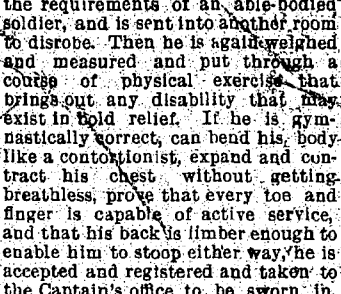 the requirements of an able-bodied
soldier, and is sent into another room
to disrobe. Then he is again weighed
and measured and put through a
course of physical exercise that
brings out any disability that may
exist in bold relief. If he is gym-
nastically correct, can bend his body
like a contortionist, expand and con-
tract his chest without getting
breathless, prove that every toe and
finger is capable of active service,
and that his back is limber enough to
enable him to stoop either way, he is
accepted and registered and taken to
the Captain's office to be sworn in.